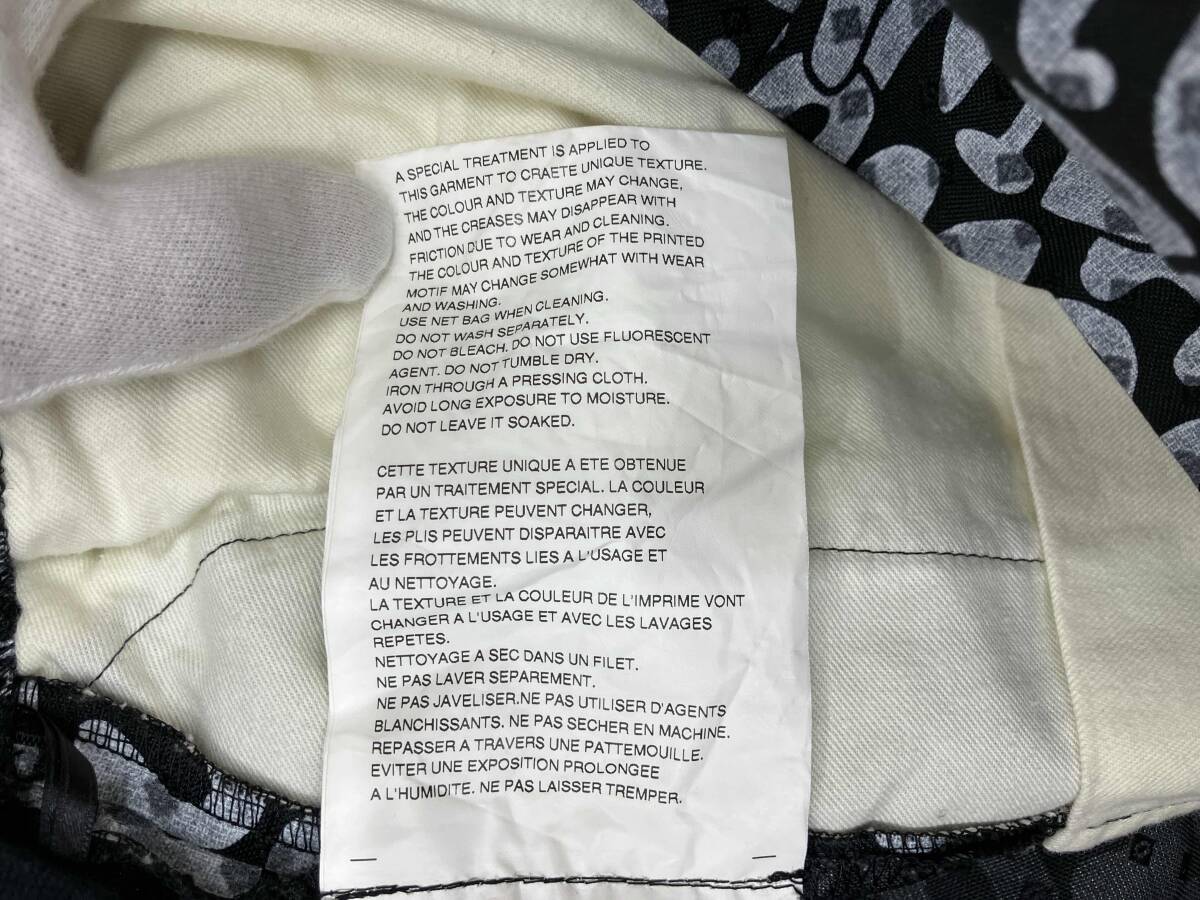 A SPECIAL TREATMENT IS APPLIED TO
THIS GARMENT TO CRAETE UNIQUE TEXTURE.
THE COLOUR AND TEXTURE MAY CHANGE,
AND THE CREASES MAY DISAPPEAR WITH
FRICTION DUE TO WEAR AND CLEANING.
THE COLOUR AND TEXTURE OF THE PRINTED
MOTIF MAY CHANGE SOMEWHAT WITH WEAR
AND WASHING.
USE NET BAG WHEN CLEANING.
DO NOT WASH SEPARATELY.
DO NOT BLEACH. DO NOT USE FLUORESCENT
AGENT. DO NOT TUMBLE DRY.
IRON THROUGH A PRESSING CLOTH.
AVOID LONG EXPOSURE TO MOISTURE.
DO NOT LEAVE IT SOAKED.
CETTE TEXTURE UNIQUE A ETE OBTENUE
PAR UN TRAITEMENT SPECIAL. LA COULEUR
ET LA TEXTURE PEUVENT CHANGER,
LES PLIS PEUVENT DISPARAITRE AVEC
LES FROTTEMENTS LIES A L'USAGE ET
AU NETTOYAGE.
LA TEXTURE ET LA COULEUR DE L'IMPRIME VONT
CHANGER A L'USAGE ET AVEC LES LAVAGES
REPETES.
NETTOYAGE A SEC DANS UN FILET.
NE PAS LAVER SEPAREMENT.
NE PAS JAVELISER.NE PAS UTILISER D'AGENTS
BLANCHISSANTS. NE PAS SECHER EN MACHINE.
REPASSER A TRAVERS UNE PATTEMOUILLE.
EVITER UNE EXPOSITION PROLONGEE
A L'HUMIDITE. NE PAS LAISSER TREMPER.